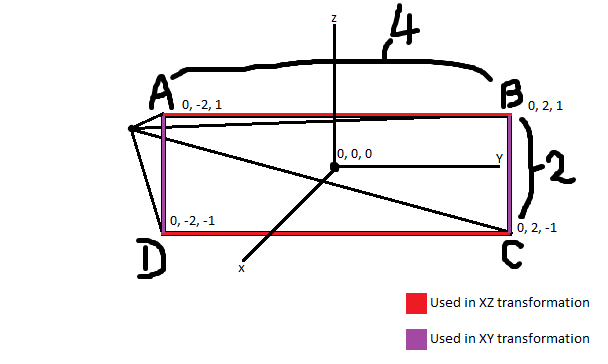 z
4
A
0, -2, 1
B
0, 2, 1
0, 0, 0
Y
2
0, -2, -1
0, 2, -1
D
C
x
Used in XZ transformation
Used in XY transformation